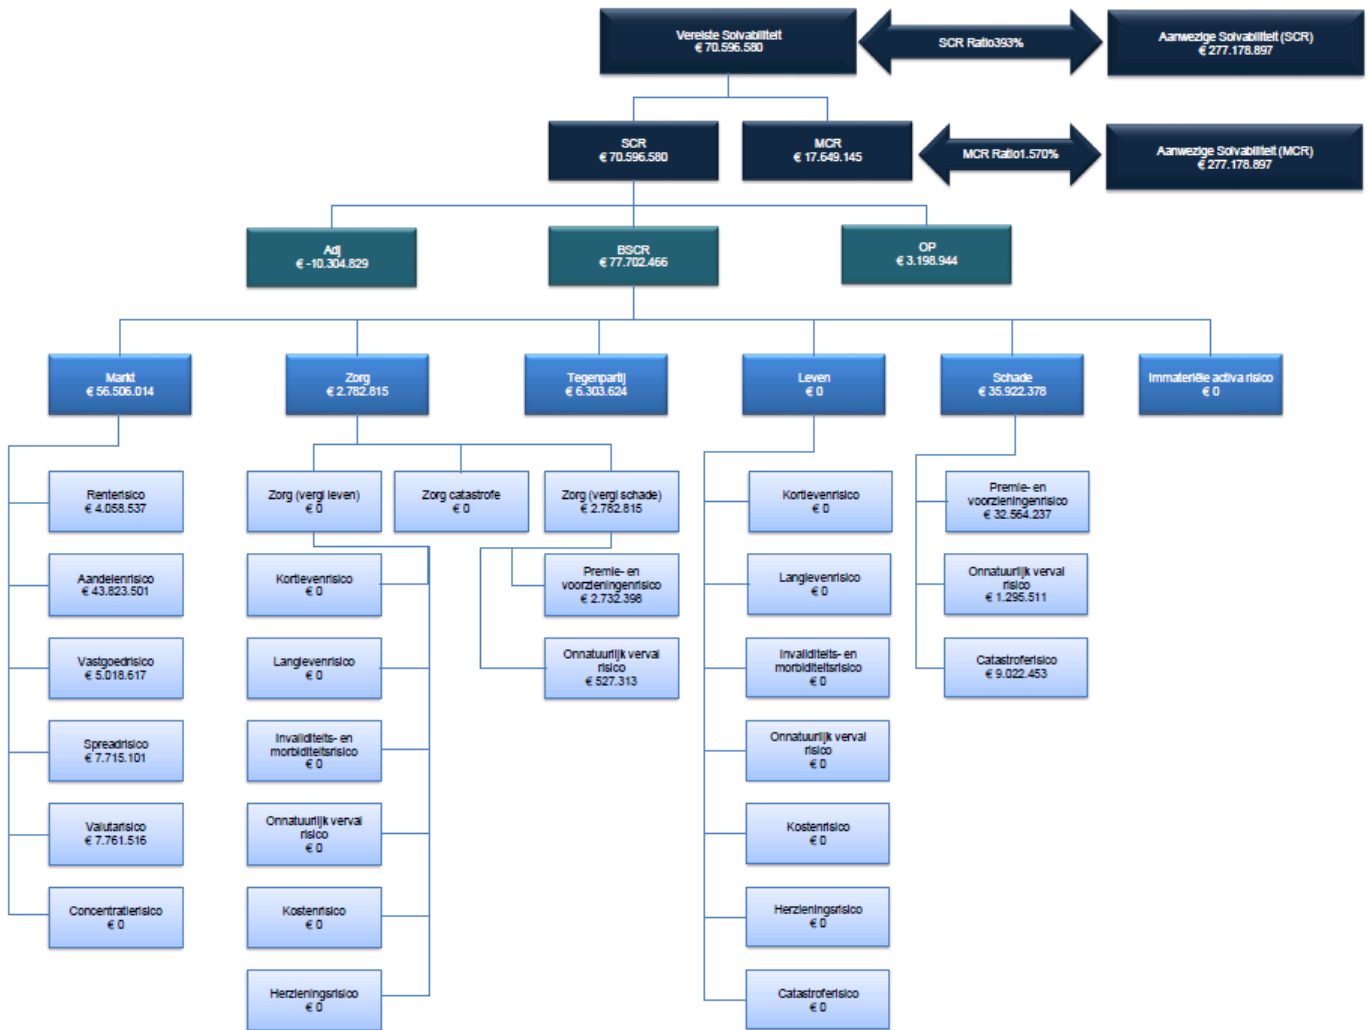 Vereiste Solvabiliteit
€ 70.596.580
SCR Ratio393%
Aanwezige Solvabiliteit (SCR)
€ 277.178.897
SCR
€ 70.596.580
MCR
€ 17.649.145
MCR Ratio1.570%
Aanwezige Solvabiliteit (MCR)
€ 277.178.897
Adj
€ -10.304.829
BSCR
€ 77.702.466
OP
€ 3.198.944
Markt
€ 56.506.014
Zorg
€ 2.782.815
Tegenpartij
€ 6.303.624
Leven
€ 0
Schade
€ 35.922.378
Immateriële activa risico
€ 0
Renterisico
€ 4.058.537
Aandelenrisico
€ 43.823.501
Vastgoedrisico
€ 5.018.617
Spreadrisico
€ 7.715.101
Valutarisico
€ 7.761.516
Concentratierisico
€ 0
Zorg (vergl leven)
€ 0
Zorg catastrofe
€ 0
Zorg (vergl schade)
€ 2.782.815
Kortlevenrisico
€ 0
Langlevenrisico
€ 0
Invaliditeits- en
morbiditeitsrisico
€ 0
Onnatuurlijk verval
risico
€ 0
Kostenrisico
€ 0
Herzieningsrisico
€ 0
Premie- en
voorzieningenrisico
€ 2.732.398
Onnatuurlijk verval
risico
€ 527.313
Kortlevenrisico
€ 0
Langlevenrisico
€ 0
Invaliditeits- en
morbiditeitsrisico
€ 0
Onnatuurlijk verval
risico
€ 0
Kostenrisico
€ 0
Herzieningsrisico
€ 0
Catastroferisico
€ 0
Premie- en
voorzieningenrisico
€ 32.564.237
Onnatuurlijk verval
risico
€ 1.295.511
Catastroferisico
€ 9.022.453